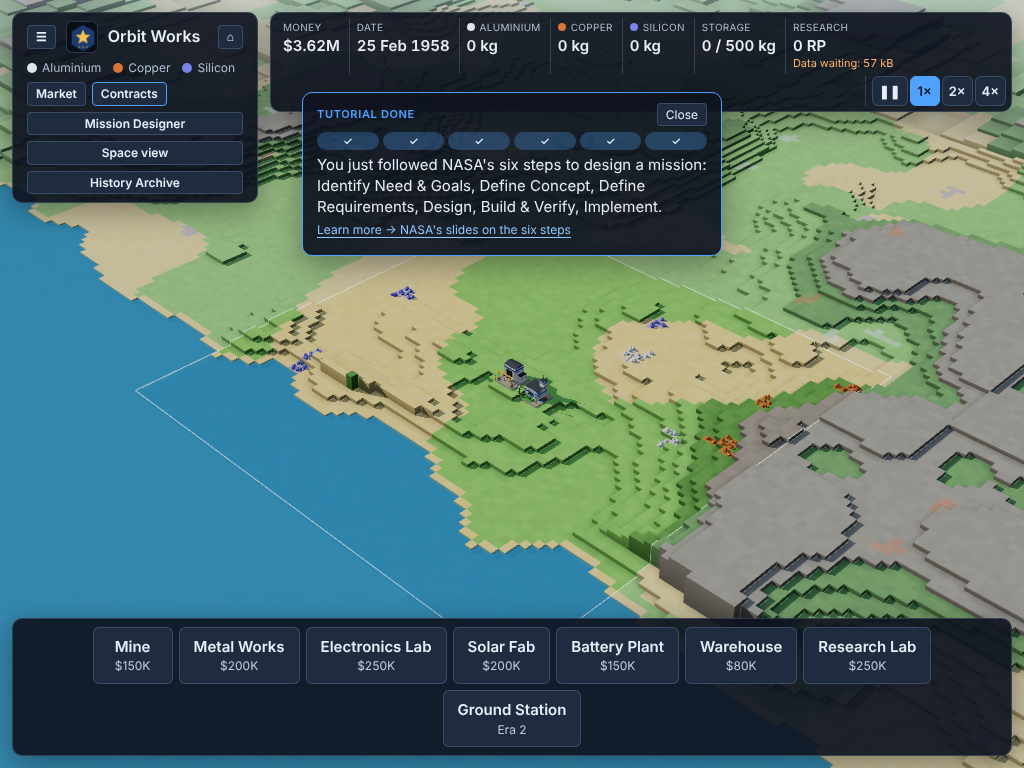 ☰ Orbit Works ⌂
Aluminium Copper Silicon
Market Contracts
Mission Designer
Space view
History Archive
MONEY DATE ALUMINIUM COPPER SILICON STORAGE RESEARCH
$3.62M 25 Feb 1958 0 kg 0 kg 0 kg 0 / 500 kg 0 RP
Data waiting: 57 kB
❚❚ 1× 2× 4×
TUTORIAL DONE Close
✓ ✓ ✓ ✓ ✓ ✓
You just followed NASA's six steps to design a mission:
Identify Need & Goals, Define Concept, Define
Requirements, Design, Build & Verify, Implement.
Learn more → NASA's slides on the six steps
Mine Metal Works Electronics Lab Solar Fab Battery Plant Warehouse Research Lab
$150K $200K $250K $200K $150K $80K $250K
Ground Station
Era 2